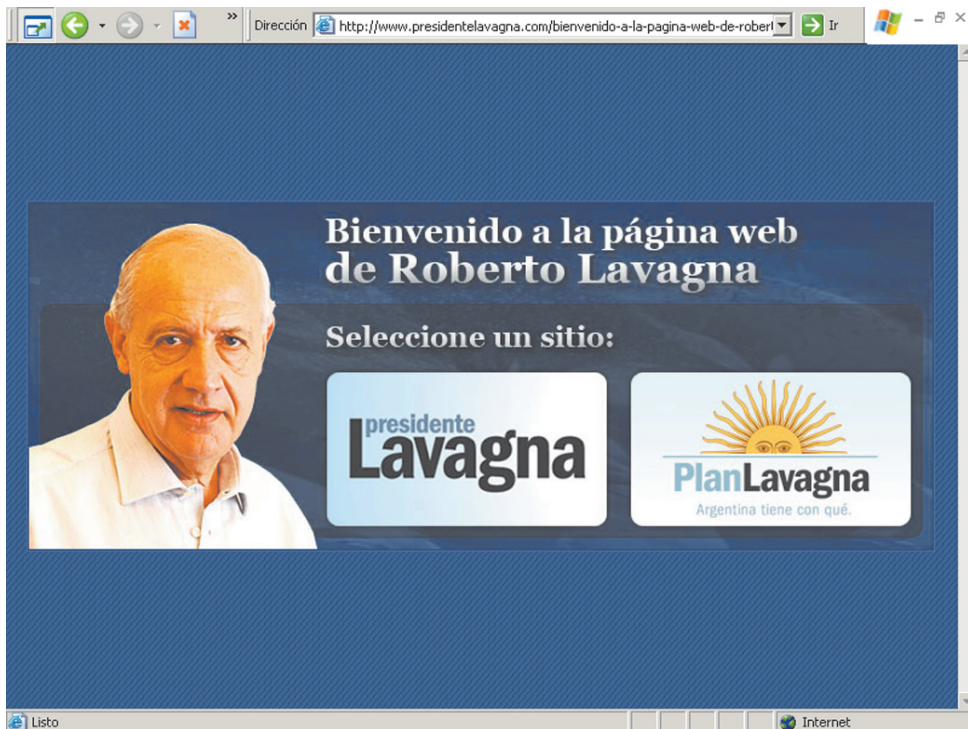 » Dirección http://www.presidentelavagna.com/bienvenido-a-la-pagina-web-de-roberl Ir
Bienvenido a la página web
de Roberto Lavagna
Seleccione un sitio:
presidente
Lavagna
PlanLavagna
Argentina tiene con qué.
Listo
Internet